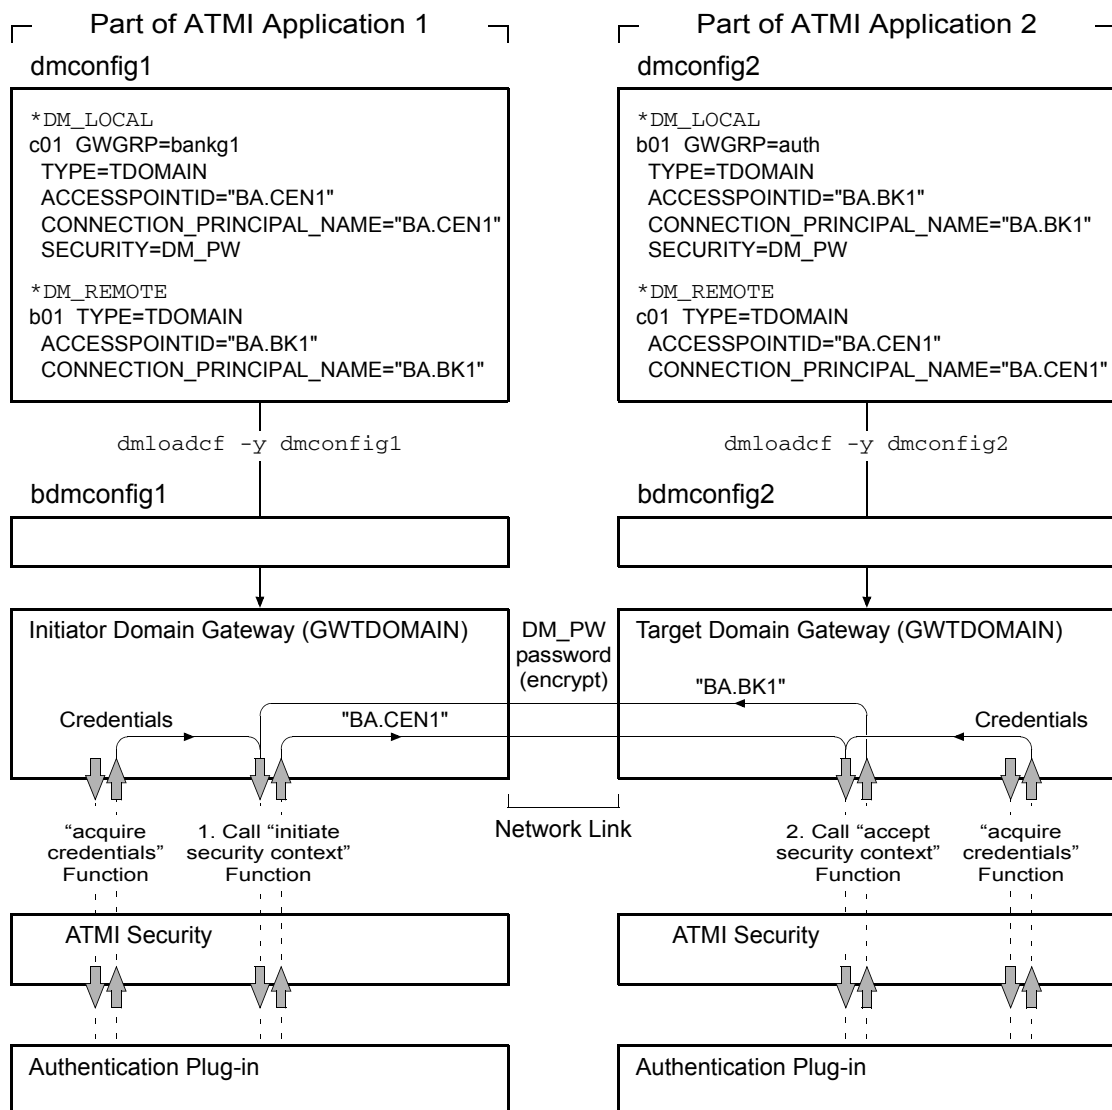 Part of ATMI Application 1
dmconfig1
*DM_LOCAL
c01 GWGRP=bankg1
TYPE=TDOMAIN
ACCESSPOINTID="BA.CEN1"
CONNECTION_PRINCIPAL_NAME="BA.CEN1"
SECURITY=DM_PW
*DM_REMOTE
b01 TYPE=TDOMAIN
ACCESSPOINTID="BA.BK1"
CONNECTION_PRINCIPAL_NAME="BA.BK1"
dmloadcf -y dmconfig1
bdmconfig1
Part of ATMI Application 2
dmconfig2
*DM_LOCAL
b01 GWGRP=auth
TYPE=TDOMAIN
ACCESSPOINTID="BA.BK1"
CONNECTION_PRINCIPAL_NAME="BA.BK1"
SECURITY=DM_PW
*DM_REMOTE
c01 TYPE=TDOMAIN
ACCESSPOINTID="BA.CEN1"
CONNECTION_PRINCIPAL_NAME="BA.CEN1"
dmloadcf -y dmconfig2
bdmconfig2
Initiator Domain Gateway (GWTDOMAIN)
DM_PW
password
(encrypt)
Target Domain Gateway (GWTDOMAIN)
"BA.BK1"
Credentials
"BA.CEN1"
Credentials
“acquire
credentials”
Function
1. Call “initiate
security context”
Function
Network Link
2. Call “accept
security context”
Function
“acquire
credentials”
Function
ATMI Security
ATMI Security
Authentication Plug-in
Authentication Plug-in